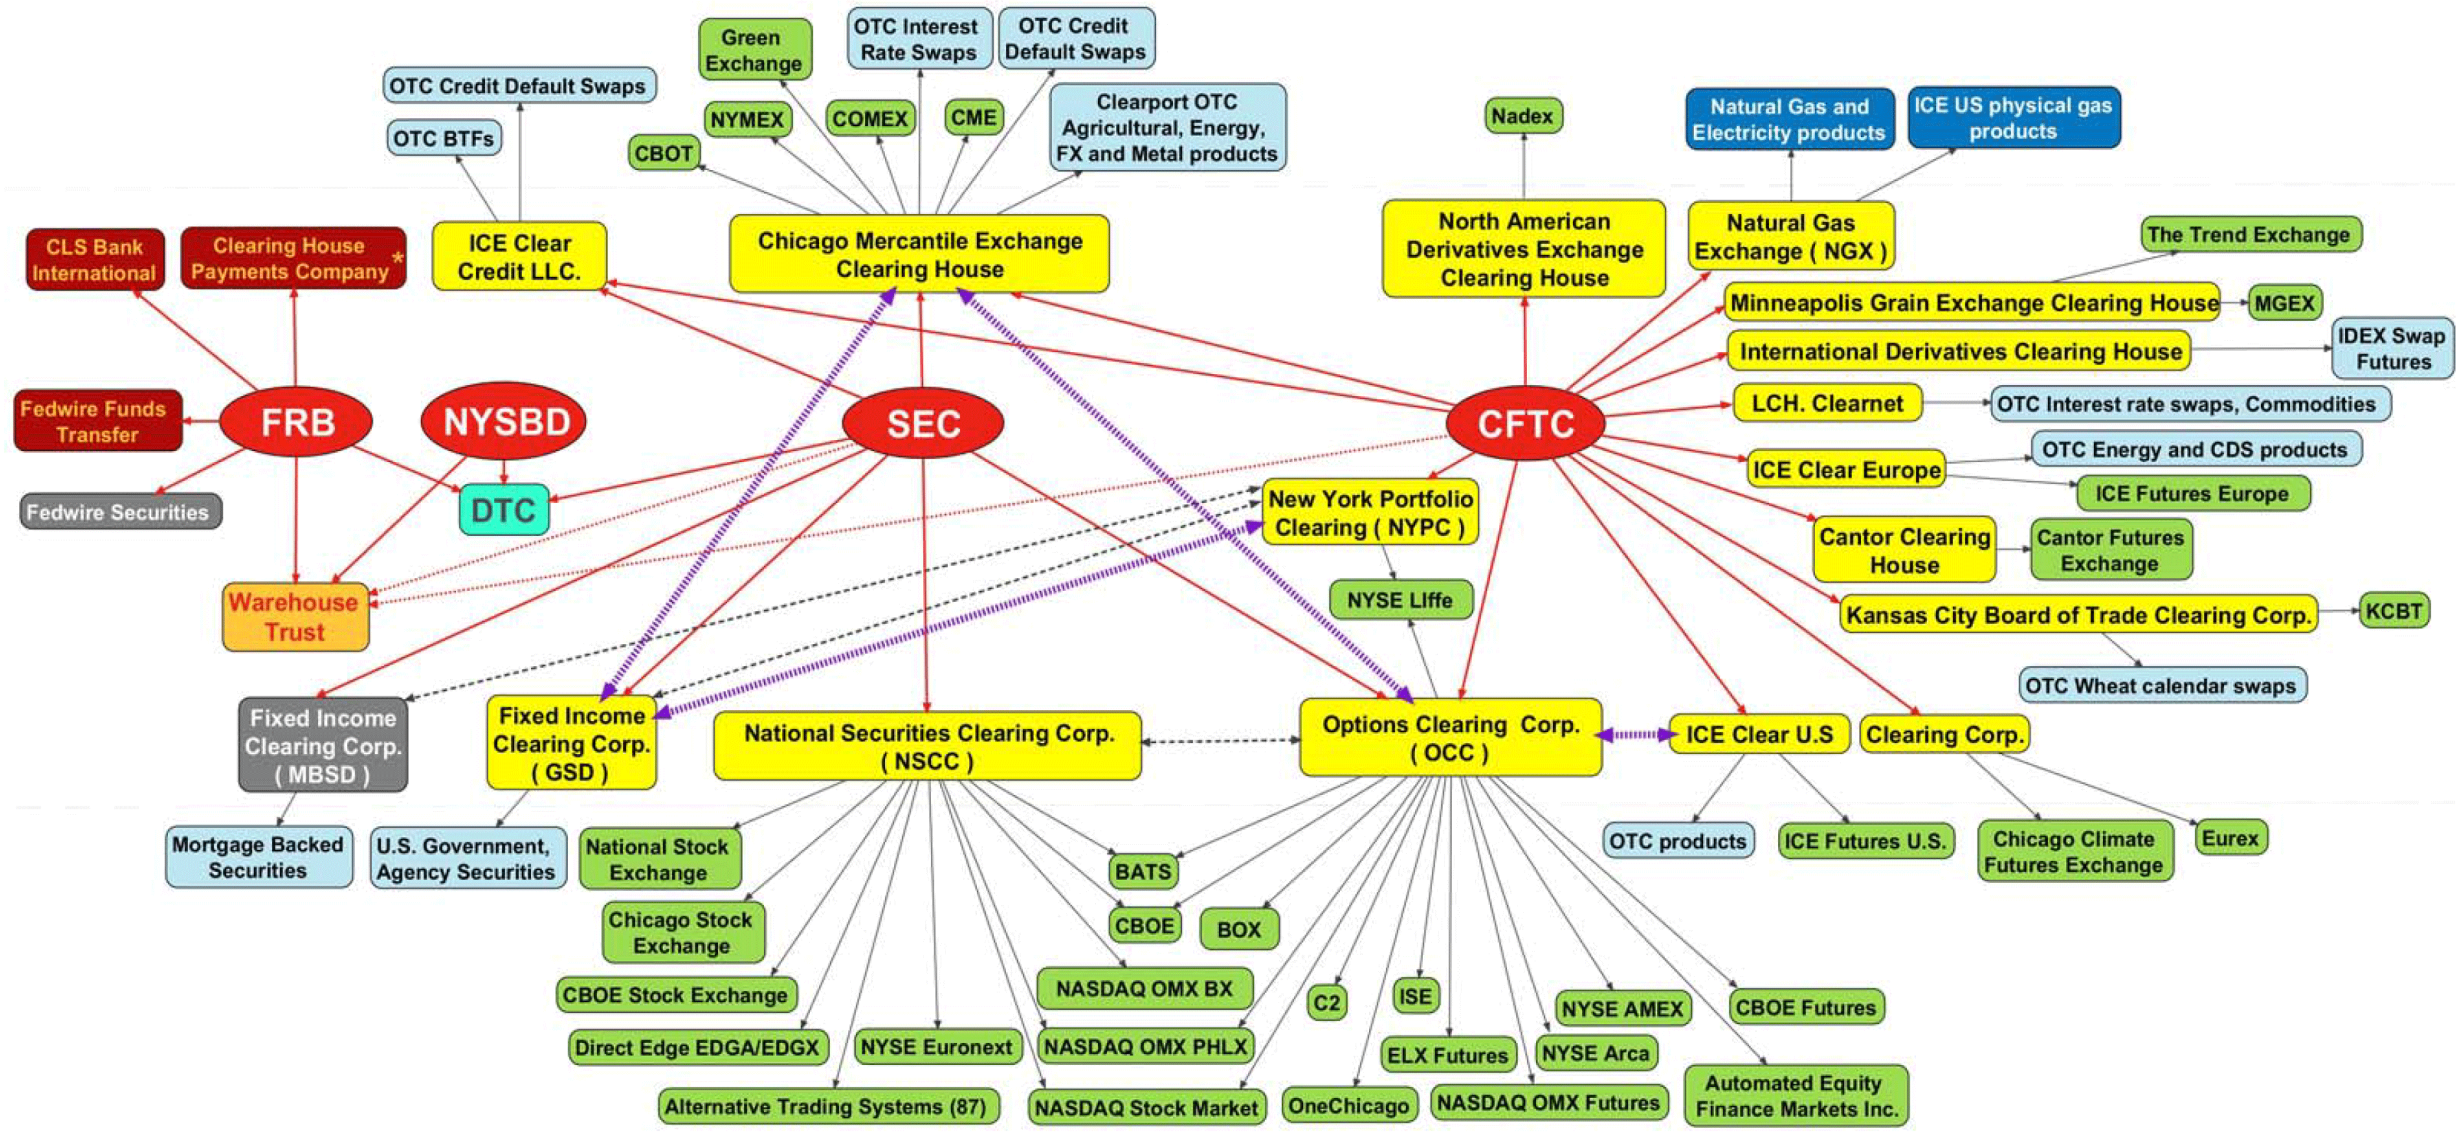 Green
Exchange
OTC Interest
Rate Swaps
OTC Credit
Default Swaps
OTC Credit Default Swaps
OTC BTFs
NYMEX
COMEX
CME
CBOT
Clearport OTC
Agricultural, Energy,
FX and Metal products
Nadex
Natural Gas and
Electricity products
ICE US physical gas
products
CLS Bank
International
Clearing House
Payments Company *
ICE Clear
Credit LLC.
Chicago Mercantile Exchange
Clearing House
North American
Derivatives Exchange
Clearing House
Natural Gas
Exchange ( NGX )
The Trend Exchange
Minneapolis Grain Exchange Clearing House
MGEX
International Derivatives Clearing House
IDEX Swap
Futures
LCH. Clearnet
OTC Interest rate swaps, Commodities
Fedwire Funds
Transfer
FRB
NYSBD
SEC
CFTC
ICE Clear Europe
OTC Energy and CDS products
ICE Futures Europe
Fedwire Securities
DTC
New York Portfolio
Clearing ( NYPC )
Cantor Clearing
House
Cantor Futures
Exchange
Warehouse
Trust
NYSE LIffe
Kansas City Board of Trade Clearing Corp.
KCBT
OTC Wheat calendar swaps
Fixed Income
Clearing Corp.
( MBSD )
Fixed Income
Clearing Corp.
( GSD )
National Securities Clearing Corp.
( NSCC )
Options Clearing Corp.
( OCC )
ICE Clear U.S
Clearing Corp.
Mortgage Backed
Securities
U.S. Government,
Agency Securities
National Stock
Exchange
BATS
OTC products
ICE Futures U.S.
Chicago Climate
Futures Exchange
Eurex
Chicago Stock
Exchange
CBOE
BOX
CBOE Stock Exchange
NASDAQ OMX BX
C2
ISE
NYSE AMEX
CBOE Futures
Direct Edge EDGA/EDGX
NYSE Euronext
NASDAQ OMX PHLX
ELX Futures
NYSE Arca
Alternative Trading Systems (87)
NASDAQ Stock Market
OneChicago
NASDAQ OMX Futures
Automated Equity
Finance Markets Inc.